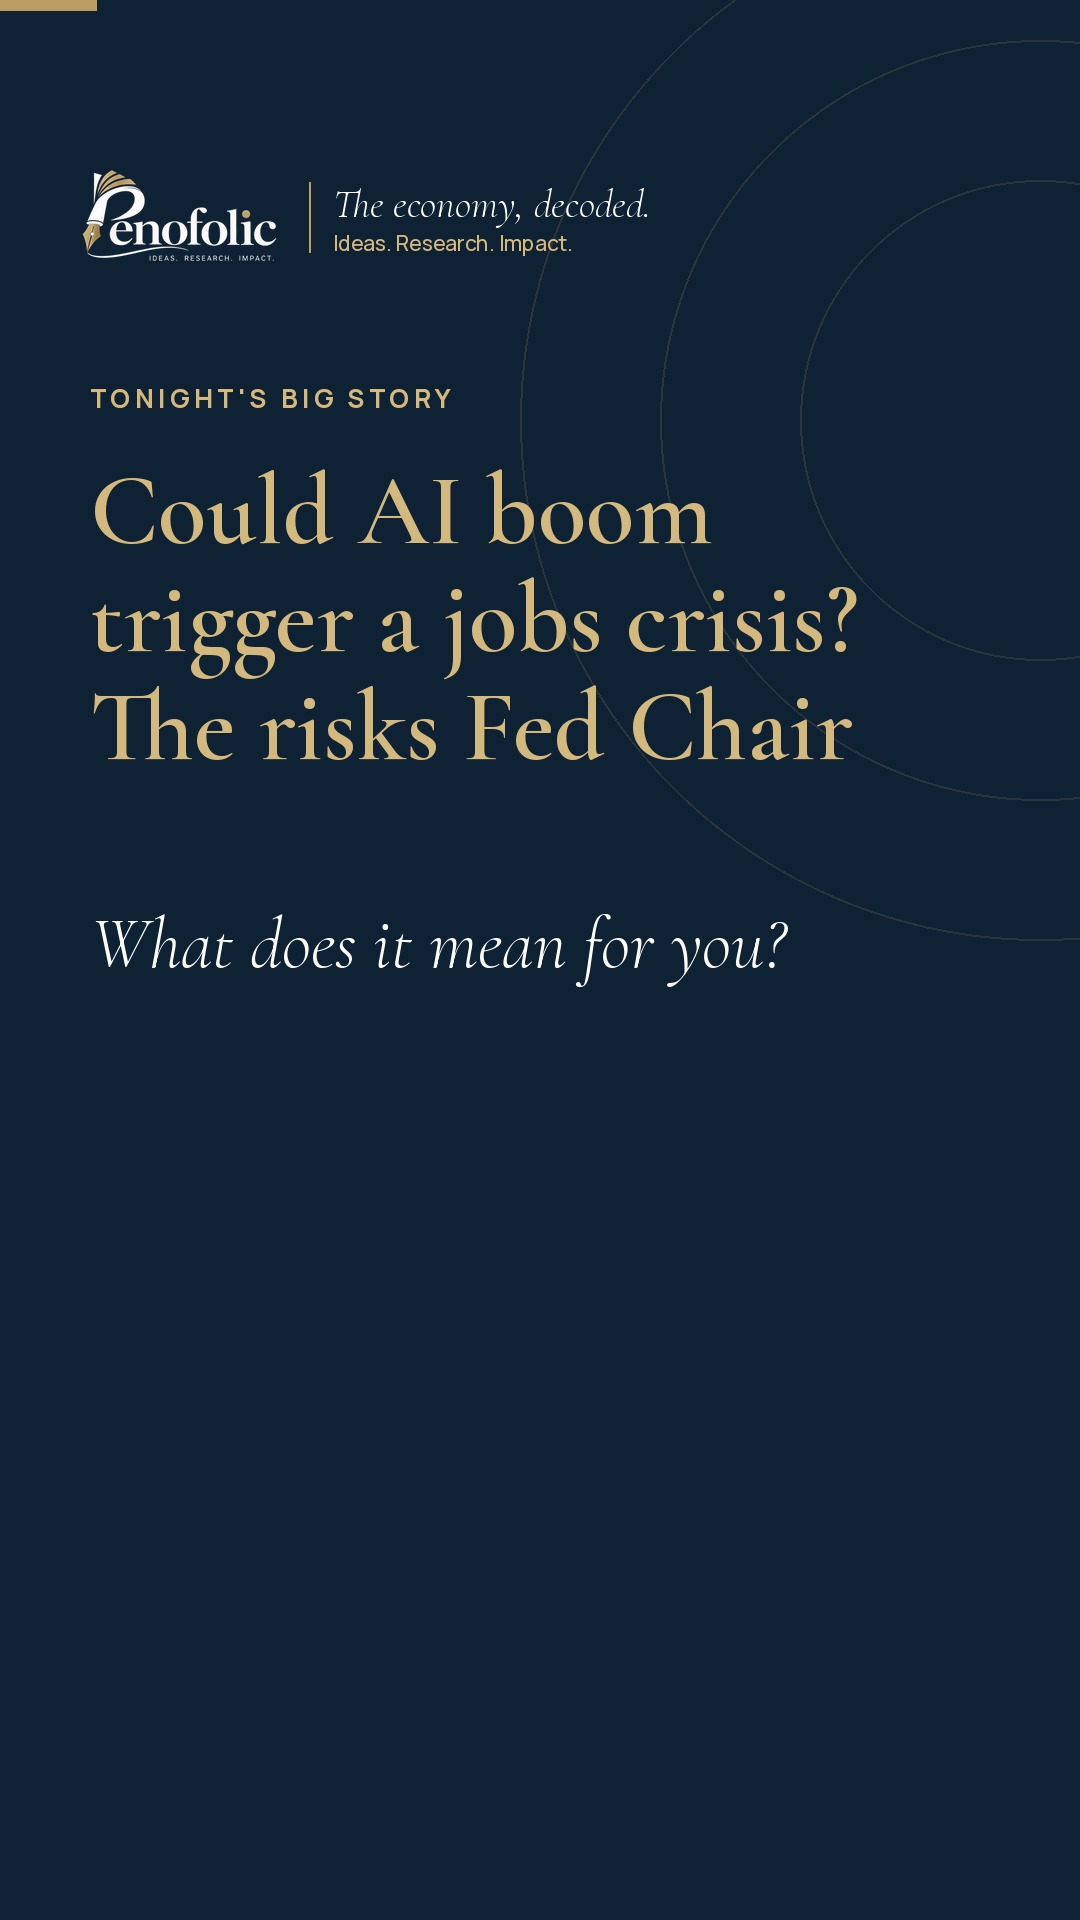 Penofolic
IDEAS. RESEARCH. IMPACT.
The economy, decoded.
Ideas. Research. Impact.
TONIGHT'S BIG STORY
Could AI boom
trigger a jobs crisis?
The risks Fed Chair
What does it mean for you?